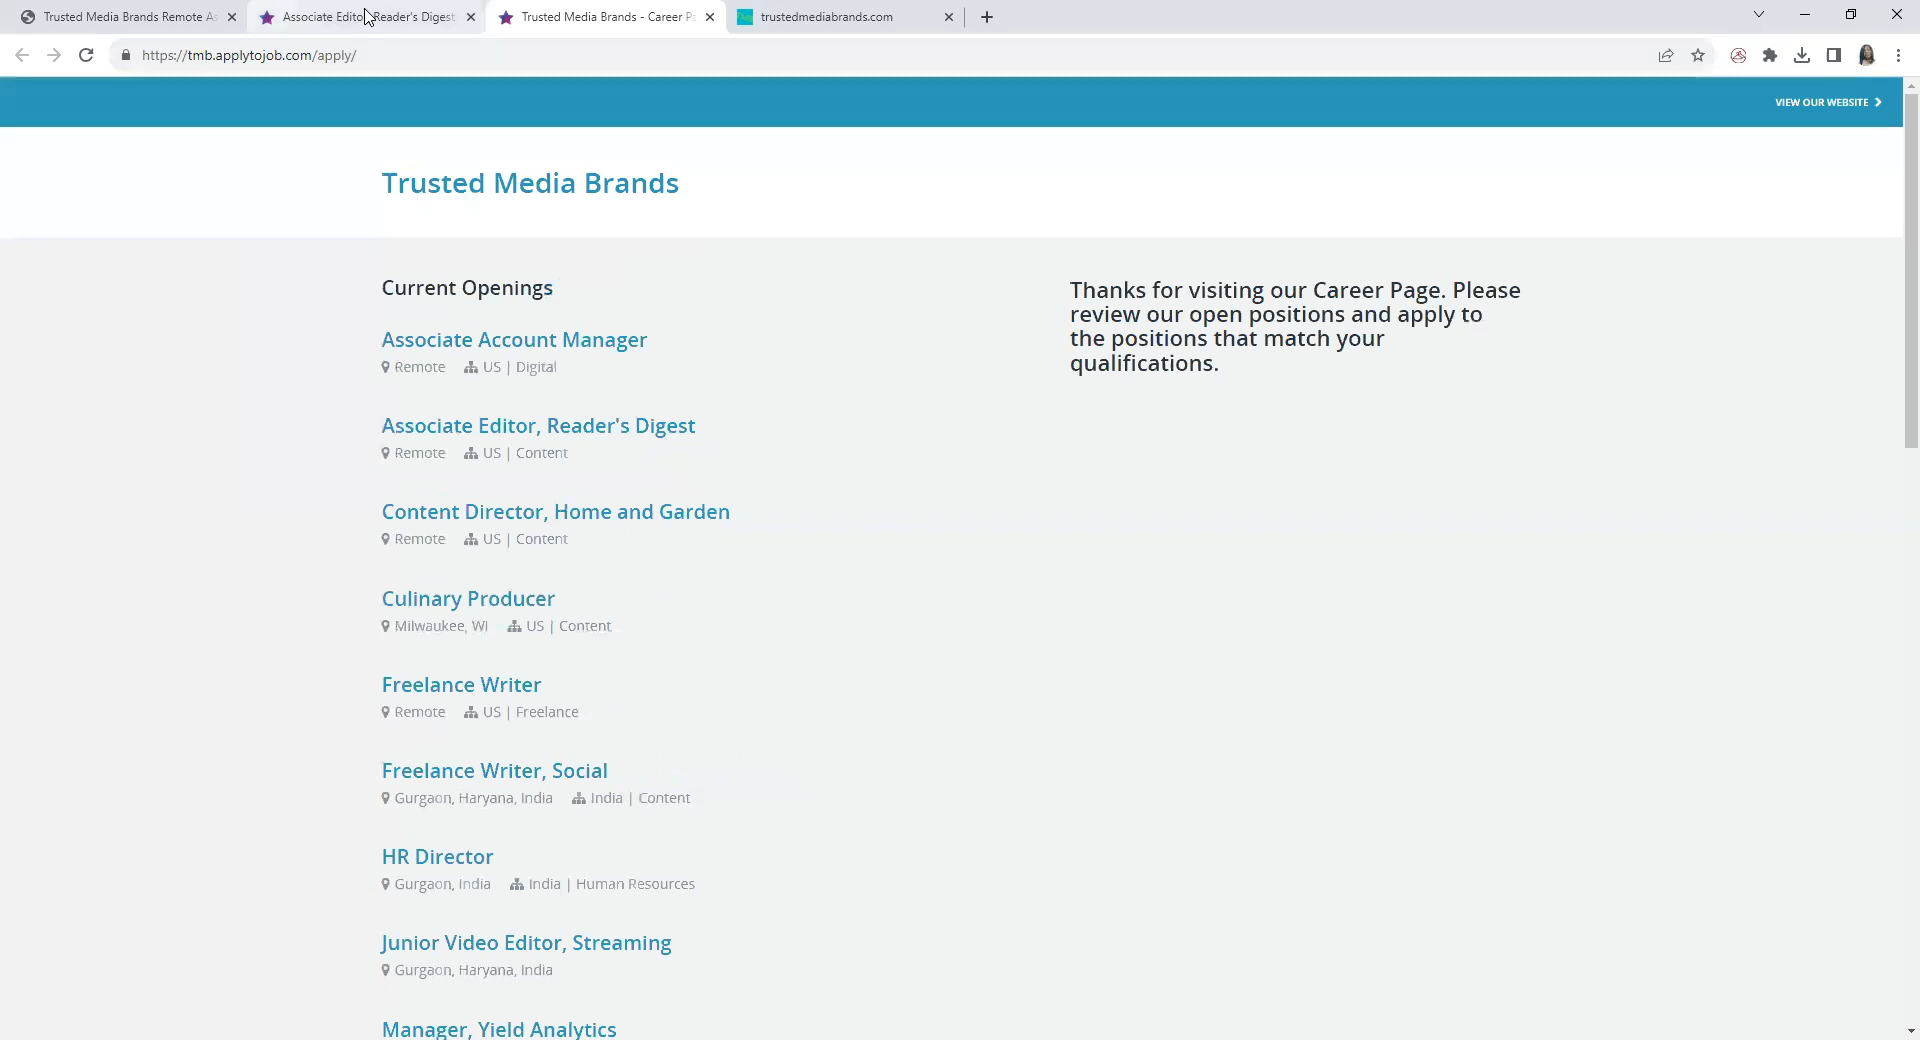 Trusted Media Brands Remote As
Associate Editor, Reader's Digest
Trusted Media Brands - Career P
trustedmediabrands.com
https://tmb.applytojob.com/apply/
VIEW OUR WEBSITE
Trusted Media Brands
Current Openings
Associate Account Manager
Remote US | Digital
Associate Editor, Reader's Digest
Remote US | Content
Content Director, Home and Garden
Remote US | Content
Culinary Producer
Milwaukee, WI US | Content
Freelance Writer
Remote US | Freelance
Freelance Writer, Social
Gurgaon, Haryana, India India | Content
HR Director
Gurgaon, India India | Human Resources
Junior Video Editor, Streaming
Gurgaon, Haryana, India
Manager, Yield Analytics
Thanks for visiting our Career Page. Please
review our open positions and apply to
the positions that match your
qualifications.